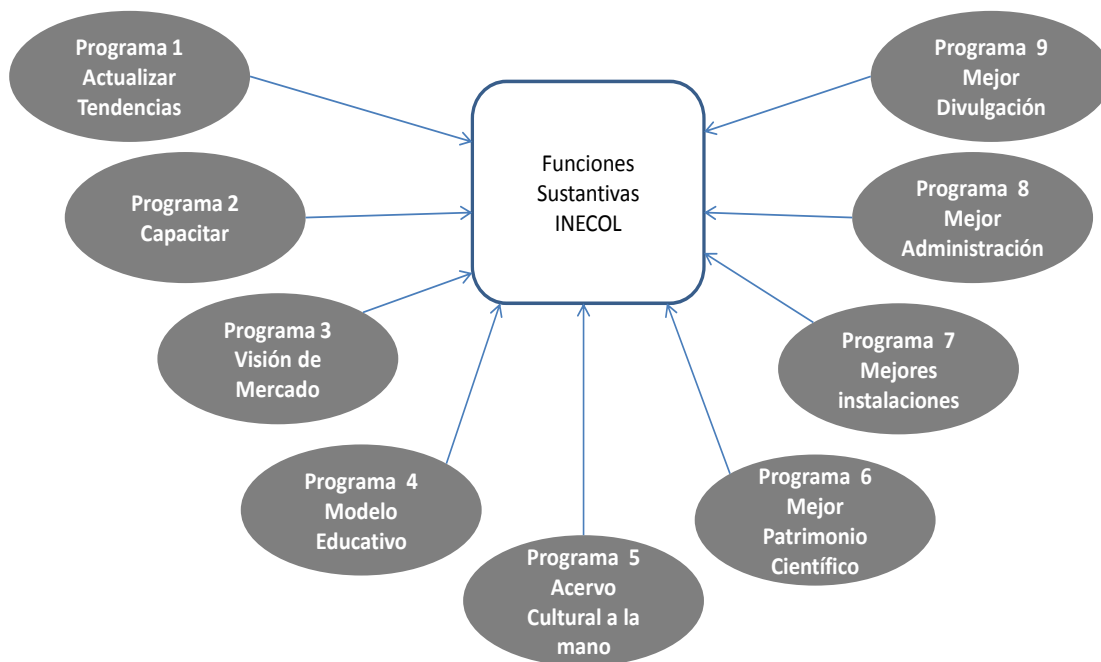 Programa 1
Actualizar
Tendencias
Programa 2
Capacitar
Programa 3
Visión de
Mercado
Programa 4
Modelo
Educativo
Programa 5
Acervo
Cultural a la
mano
Programa 6
Mejor
Patrimonio
Científico
Programa 7
Mejores
instalaciones
Programa 8
Mejor
Administración
Programa 9
Mejor
Divulgación
Funciones
Sustantivas
INECOL